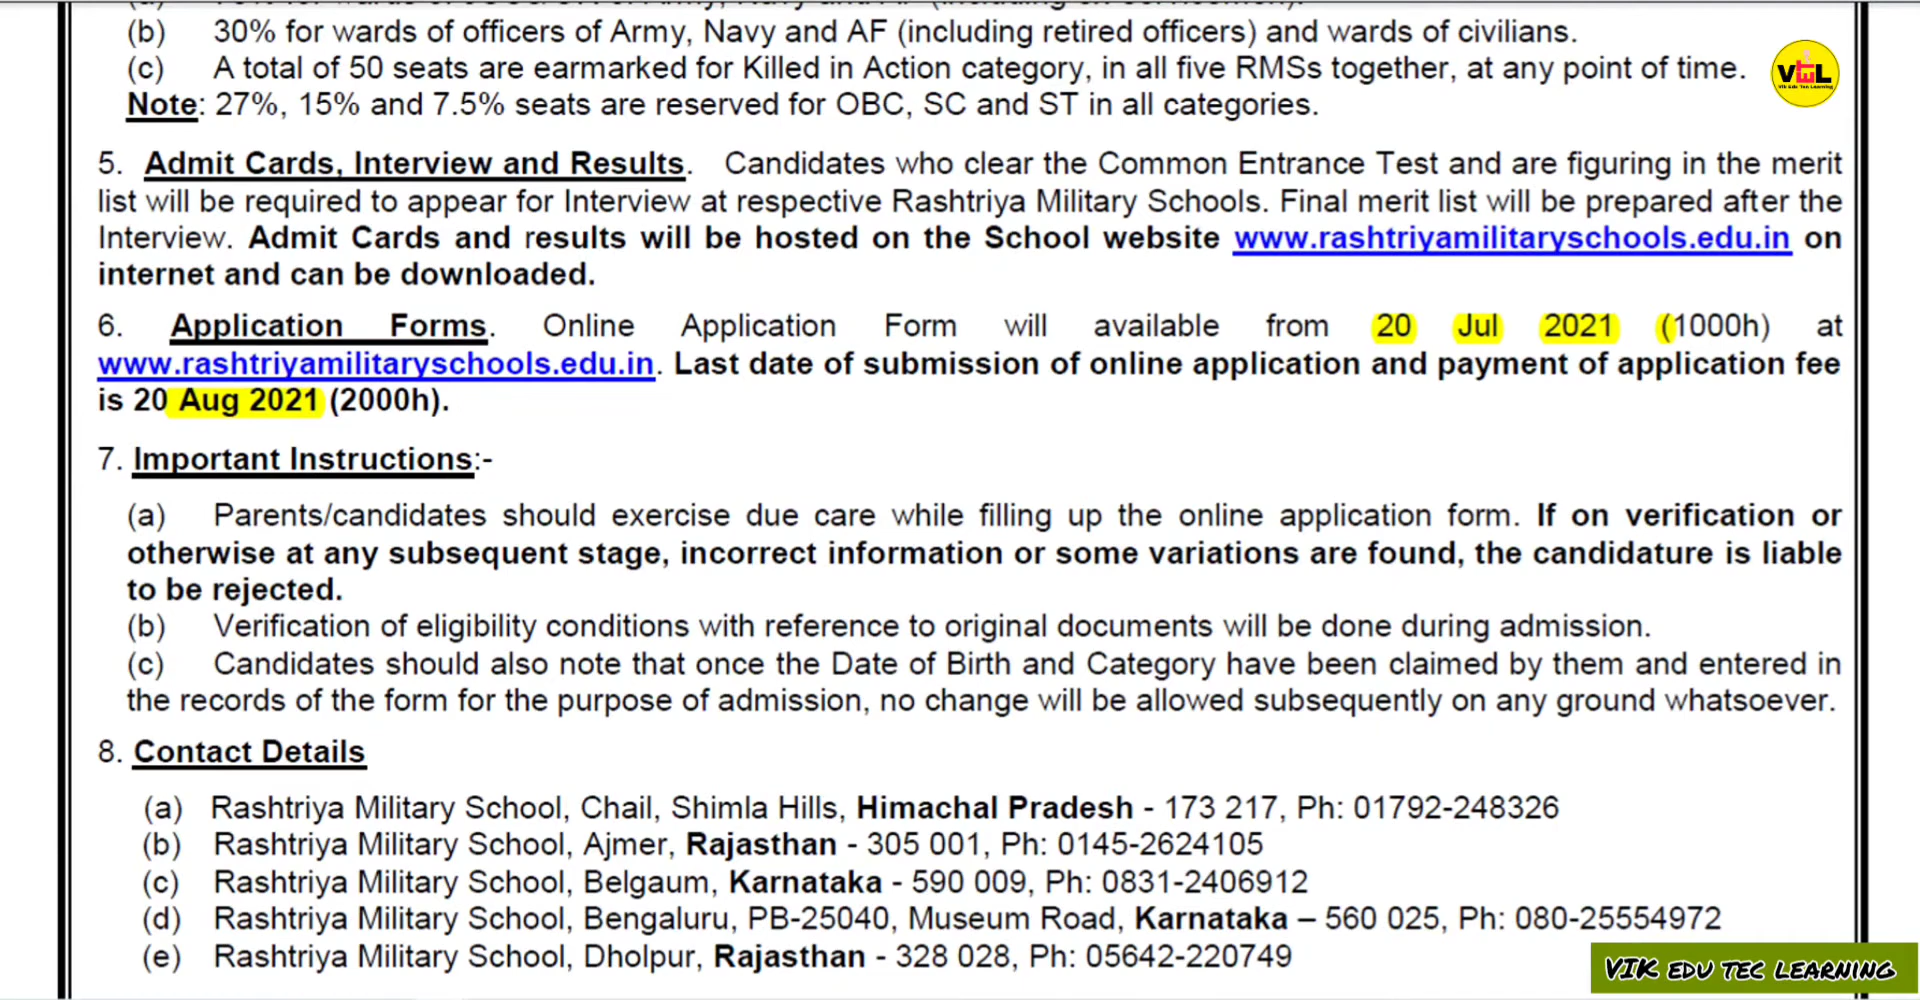 (b) 30% for wards of officers of Army, Navy and AF (including retired officers) and wards of civilians.
(c) A total of 50 seats are earmarked for Killed in Action category, in all five RMSs together, at any point of time.
Note: 27%, 15% and 7.5% seats are reserved for OBC, SC and ST in all categories.
VETL
Vik Edu Tec Learning
5. Admit Cards, Interview and Results. Candidates who clear the Common Entrance Test and are figuring in the merit
list will be required to appear for Interview at respective Rashtriya Military Schools. Final merit list will be prepared after the
Interview. Admit Cards and results will be hosted on the School website www.rashtriyamilitaryschools.edu.in on
internet and can be downloaded.
6. Application Forms. Online Application Form will available from 20 Jul 2021 (1000h) at
www.rashtriyamilitaryschools.edu.in. Last date of submission of online application and payment of application fee
is 20 Aug 2021 (2000h).
7. Important Instructions:-
(a) Parents/candidates should exercise due care while filling up the online application form. If on verification or
otherwise at any subsequent stage, incorrect information or some variations are found, the candidature is liable
to be rejected.
(b) Verification of eligibility conditions with reference to original documents will be done during admission.
(c) Candidates should also note that once the Date of Birth and Category have been claimed by them and entered in
the records of the form for the purpose of admission, no change will be allowed subsequently on any ground whatsoever.
8. Contact Details
(a) Rashtriya Military School, Chail, Shimla Hills, Himachal Pradesh - 173 217, Ph: 01792-248326
(b) Rashtriya Military School, Ajmer, Rajasthan - 305 001, Ph: 0145-2624105
(c) Rashtriya Military School, Belgaum, Karnataka - 590 009, Ph: 0831-2406912
(d) Rashtriya Military School, Bengaluru, PB-25040, Museum Road, Karnataka – 560 025, Ph: 080-25554972
(e) Rashtriya Military School, Dholpur, Rajasthan - 328 028, Ph: 05642-220749
VIK EDU TEC LEARNING